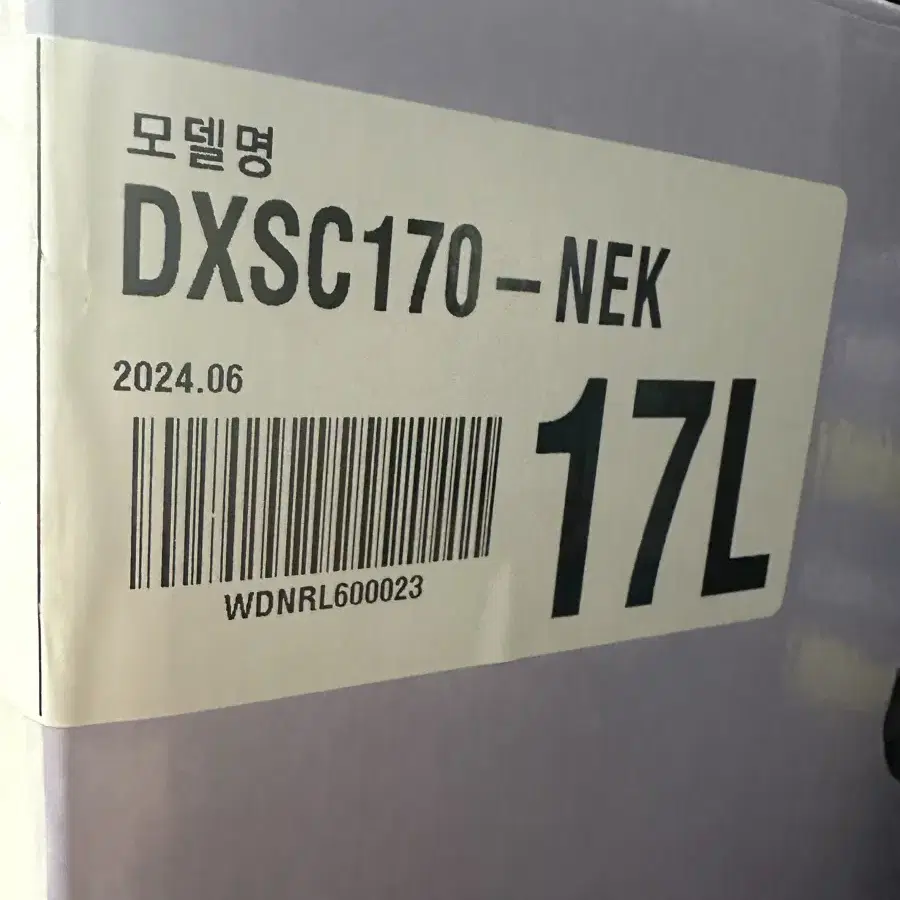 모델명
DXSC170-NEK
2024.06
17L
WDNRL600023